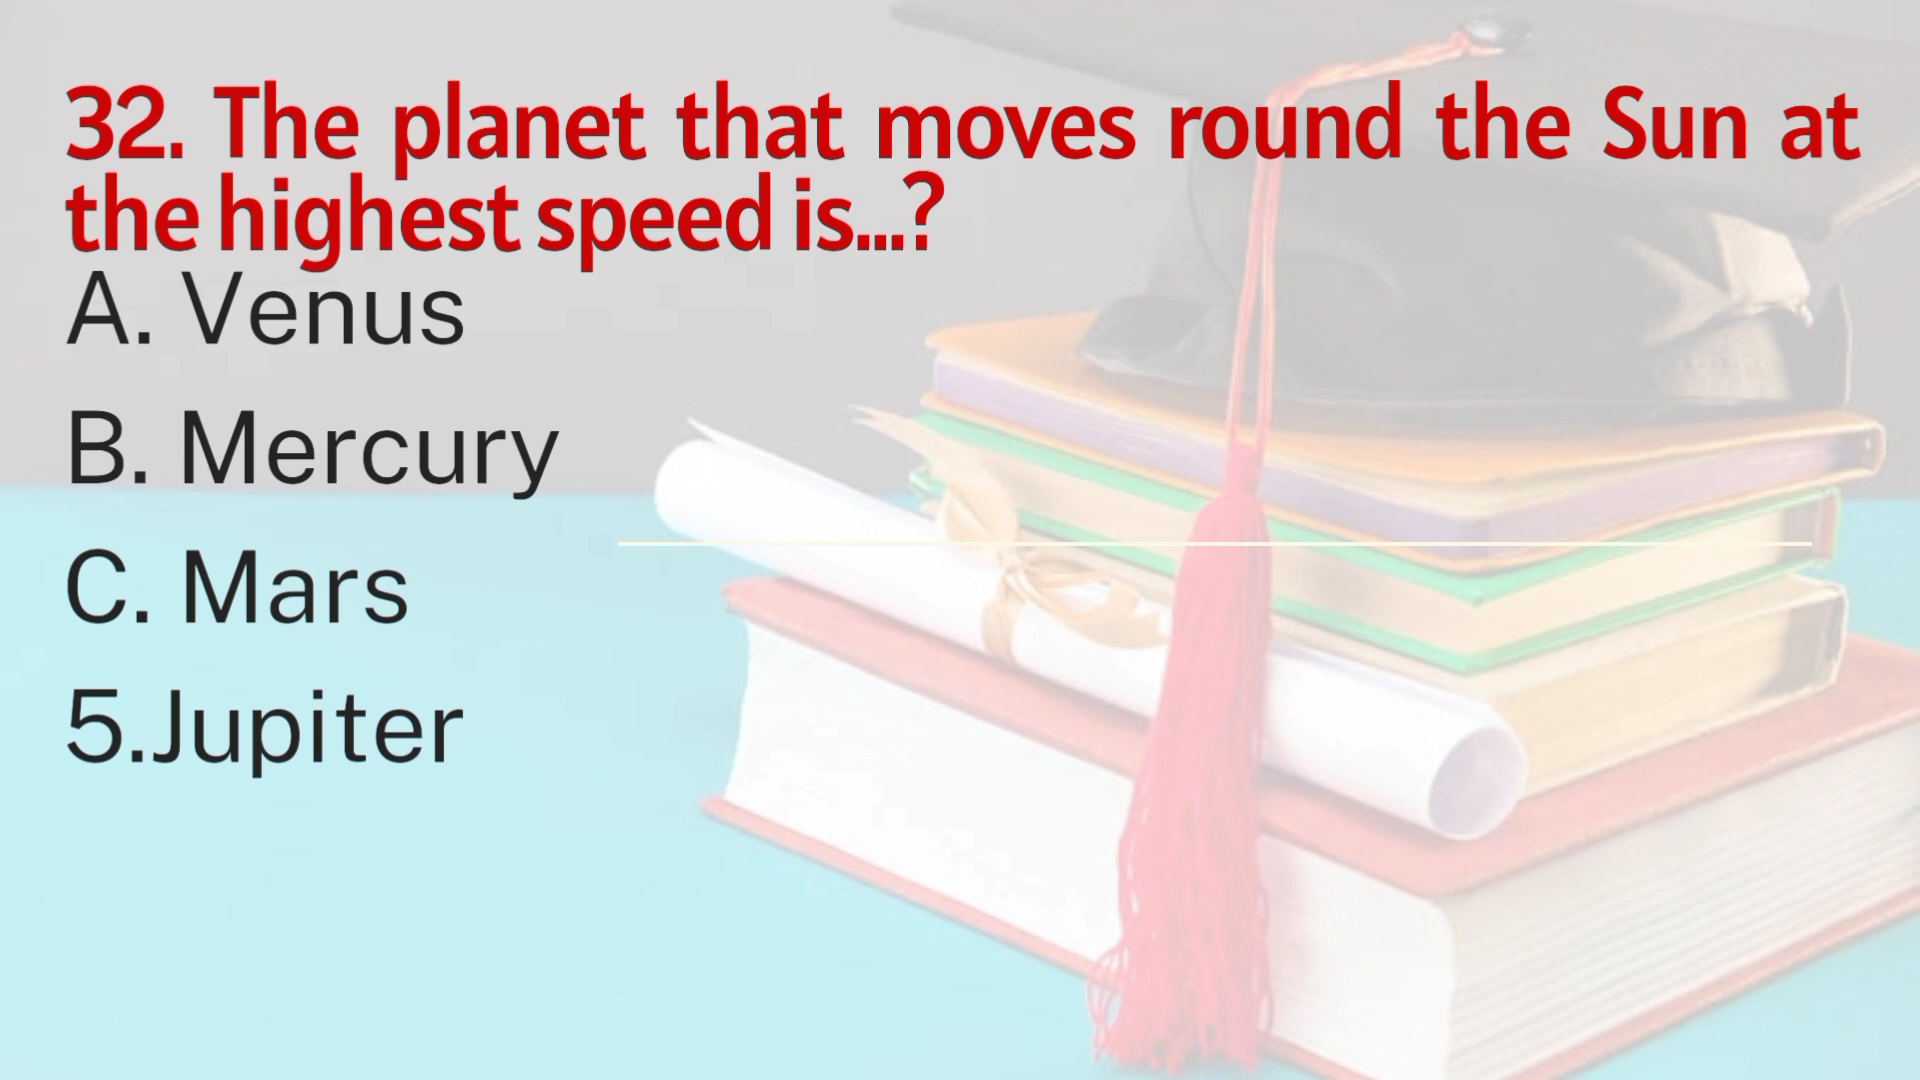 32. The planet that moves round the Sun at
the highest speed is...?
A. Venus
B. Mercury
C. Mars
5.Jupiter